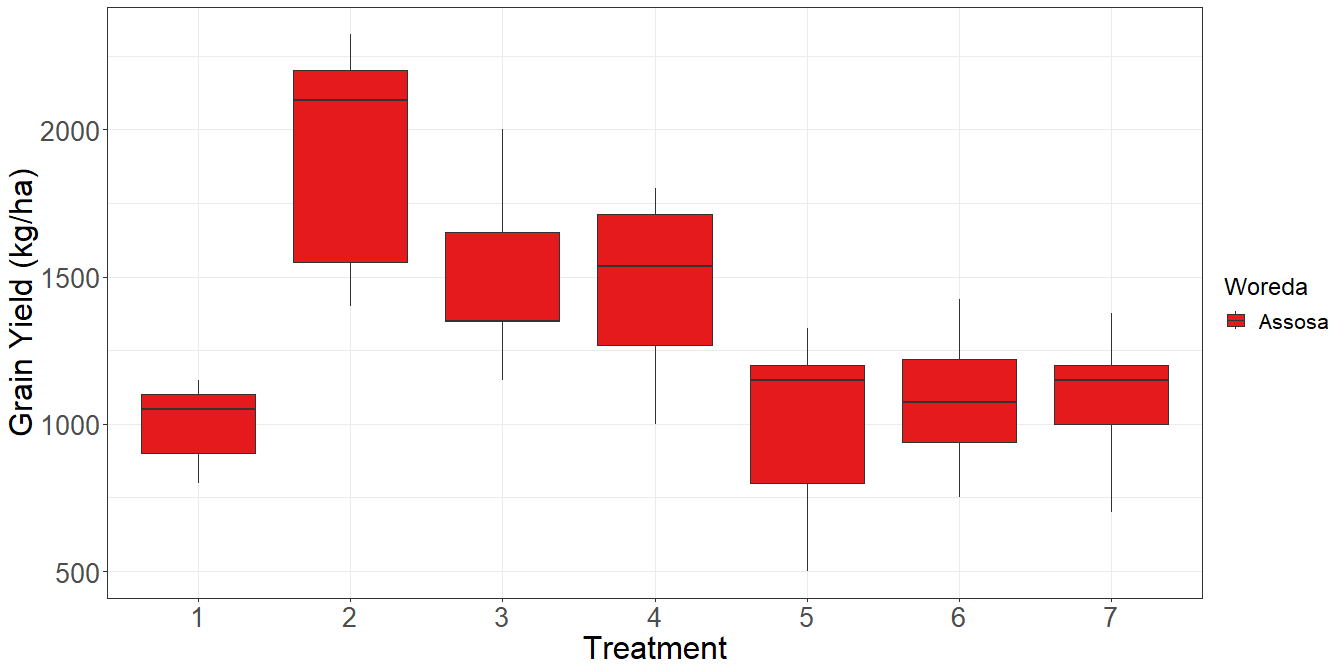 Grain Yield (kg/ha)
2000
1500
1000
500
1 2 3 4 5 6 7
Treatment
Woreda
Assosa